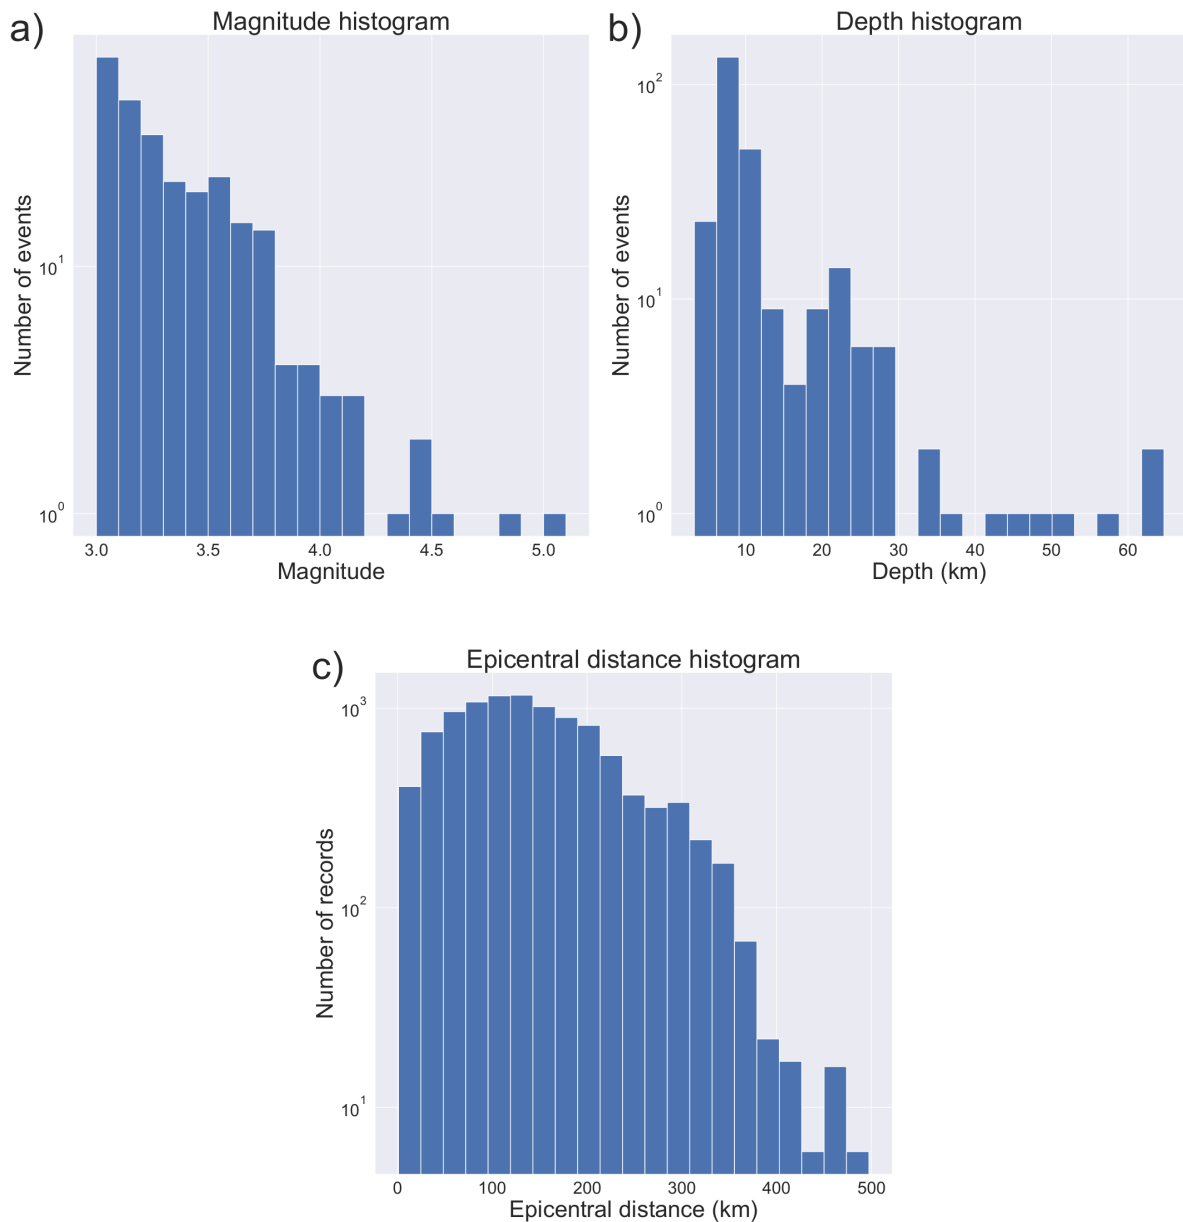 a)
Magnitude histogram
Number of events
10^1
10^0
3.0 3.5 4.0 4.5 5.0
Magnitude
b)
Depth histogram
Number of events
10^2
10^1
10^0
10 20 30 40 50 60
Depth (km)
c)
Epicentral distance histogram
Number of records
10^3
10^2
10^1
0 100 200 300 400 500
Epicentral distance (km)